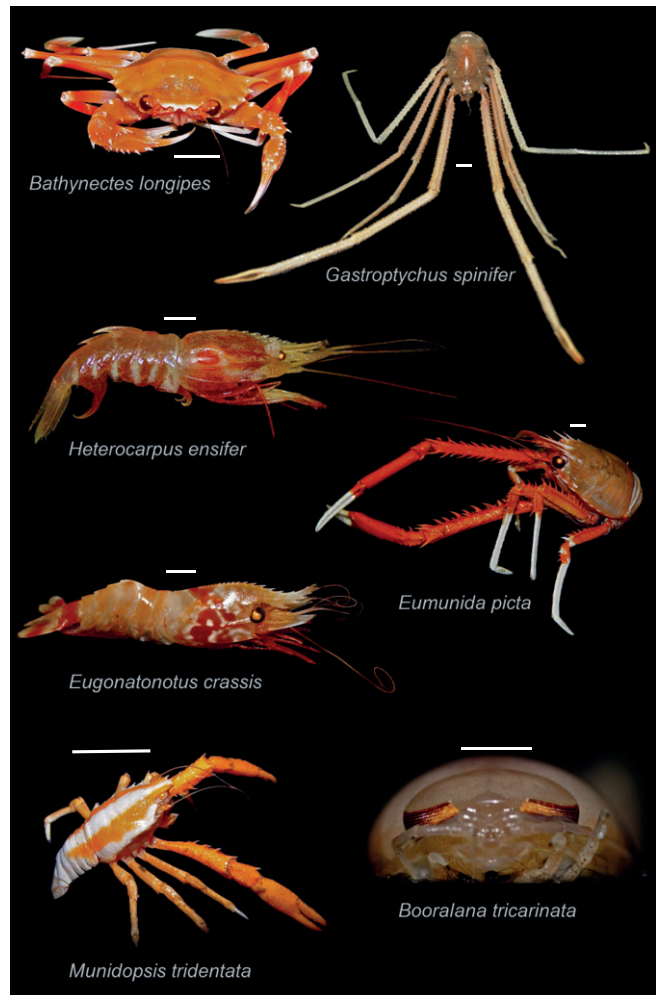 Bathynectes longipes
Gastroptychus spinifer
Heterocarpus ensifer
Eumunida picta
Eugonatonotus crassis
Booralana tricarinata
Munidopsis tridentata